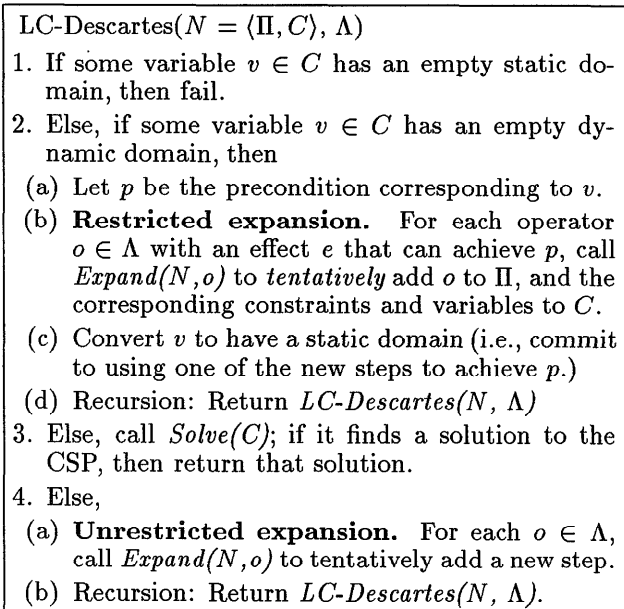 LC-Descartes(N = ⟨Π, C⟩, Λ)
1. If some variable v ∈ C has an empty static do-
main, then fail.
2. Else, if some variable v ∈ C has an empty dy-
namic domain, then
(a) Let p be the precondition corresponding to v.
(b) Restricted expansion. For each operator
o ∈ Λ with an effect e that can achieve p, call
Expand(N,o) to tentatively add o to Π, and the
corresponding constraints and variables to C.
(c) Convert v to have a static domain (i.e., commit
to using one of the new steps to achieve p.)
(d) Recursion: Return LC-Descartes(N, Λ)
3. Else, call Solve(C); if it finds a solution to the
CSP, then return that solution.
4. Else,
(a) Unrestricted expansion. For each o ∈ Λ,
call Expand(N,o) to tentatively add a new step.
(b) Recursion: Return LC-Descartes(N, Λ).